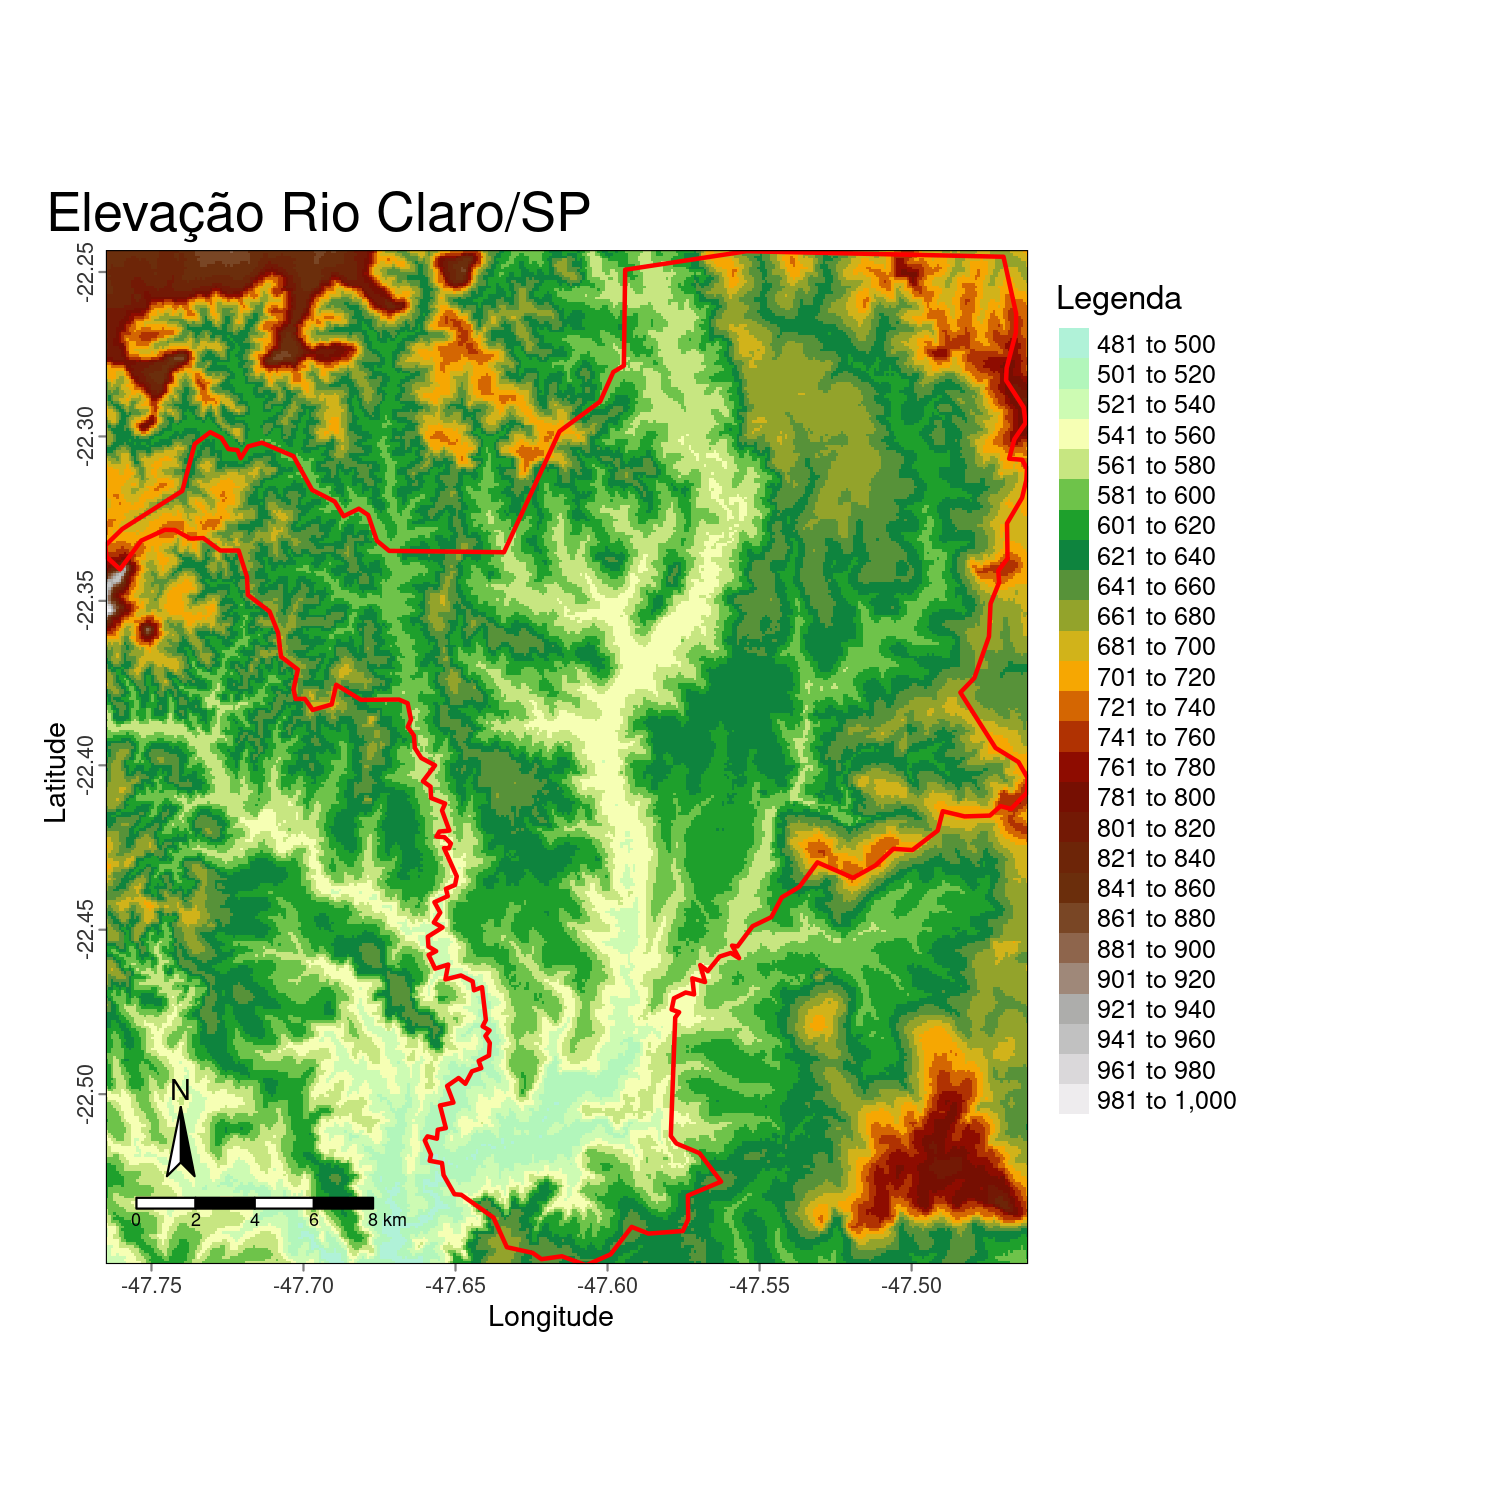 Elevação Rio Claro/SP
-22.25
-22.30
-22.35
-22.40
-22.45
-22.50
Latitude
N
0 2 4 6 8 km
-47.75 -47.70 -47.65 -47.60 -47.55 -47.50
Longitude
Legenda
481 to 500
501 to 520
521 to 540
541 to 560
561 to 580
581 to 600
601 to 620
621 to 640
641 to 660
661 to 680
681 to 700
701 to 720
721 to 740
741 to 760
761 to 780
781 to 800
801 to 820
821 to 840
841 to 860
861 to 880
881 to 900
901 to 920
921 to 940
941 to 960
961 to 980
981 to 1,000